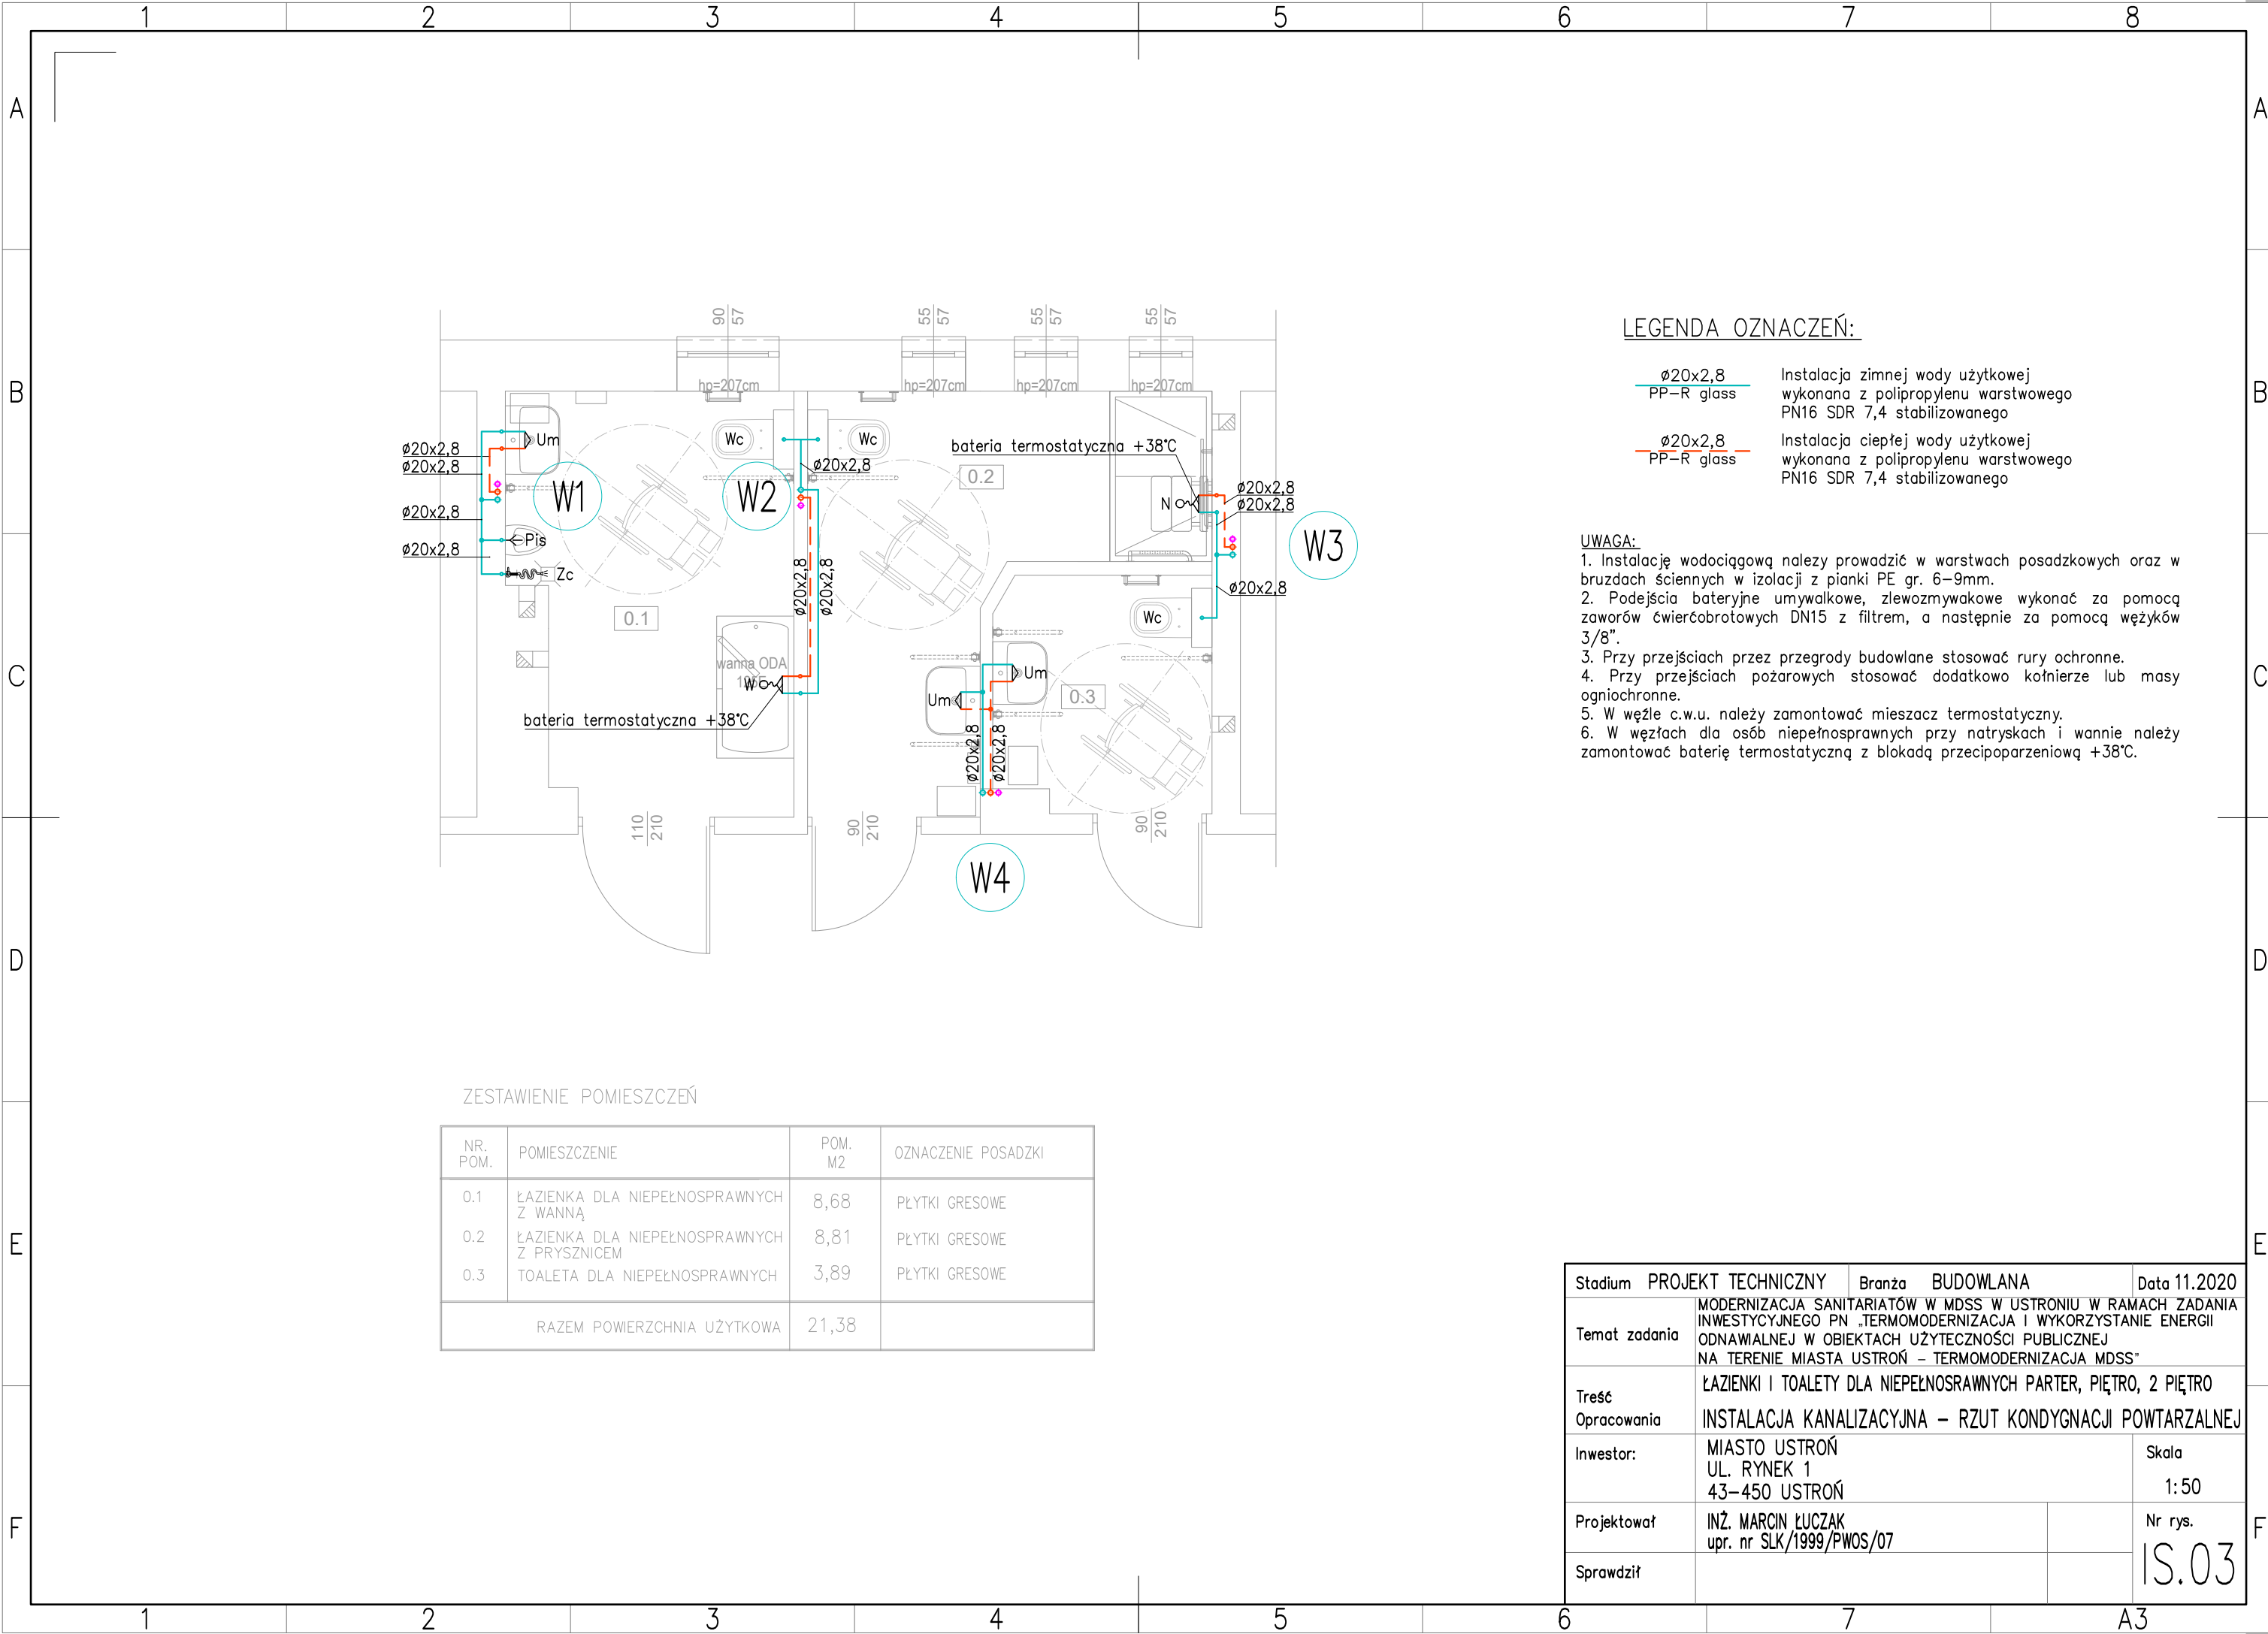 1 2 3 4 5 6 7 8
A A
B B
C C
D D
E E
F F
90
57
55
57
55
57
55
57
hp=207cm
hp=207cm
hp=207cm
hp=207cm
Um
Wc
Wc
bateria termostatyczna +38°C
ø20x2,8
ø20x2,8
ø20x2,8
0.2
W1
W2
N
ø20x2,8
ø20x2,8
ø20x2,8
Pis
W3
ø20x2,8
Zc
ø20x2,8
ø20x2,8
ø20x2,8
0.1
Wc
wanna ODA
W
Um
Um
0.3
bateria termostatyczna +38°C
ø20x2,8
ø20x2,8
110
210
90
210
90
210
W4
LEGENDA OZNACZEŃ:
ø20x2,8
PP-R glass
Instalacja zimnej wody użytkowej
wykonana z polipropylenu warstwowego
PN16 SDR 7,4 stabilizowanego
ø20x2,8
PP-R glass
Instalacja ciepłej wody użytkowej
wykonana z polipropylenu warstwowego
PN16 SDR 7,4 stabilizowanego
UWAGA:
1. Instalację wodociągową nalezy prowadzić w warstwach posadzkowych oraz w
bruzdach ściennych w izolacji z pianki PE gr. 6-9mm.
2. Podejścia bateryjne umywalkowe, zlewozmywakowe wykonać za pomocą
zaworów ćwierćobrotowych DN15 z filtrem, a następnie za pomocą wężyków
3/8".
3. Przy przejściach przez przegrody budowlane stosować rury ochronne.
4. Przy przejściach pożarowych stosować dodatkowo kołnierze lub masy
ogniochronne.
5. W węźle c.w.u. należy zamontować mieszacz termostatyczny.
6. W węzłach dla osób niepełnosprawnych przy natryskach i wannie należy
zamontować baterię termostatyczną z blokadą przecipoparzeniową +38°C.
ZESTAWIENIE POMIESZCZEŃ
NR. POM. POMIESZCZENIE POM. M2 OZNACZENIE POSADZKI
0.1 ŁAZIENKA DLA NIEPEŁNOSPRAWNYCH 8,68 PŁYTKI GRESOWE
Z WANNĄ
0.2 ŁAZIENKA DLA NIEPEŁNOSPRAWNYCH 8,81 PŁYTKI GRESOWE
Z PRYSZNICEM
0.3 TOALETA DLA NIEPEŁNOSPRAWNYCH 3,89 PŁYTKI GRESOWE
RAZEM POWIERZCHNIA UŻYTKOWA 21,38
Stadium PROJEKT TECHNICZNY Branża BUDOWLANA Data 11.2020
Temat zadania
MODERNIZACJA SANITARIATÓW W MDSS W USTRONIU W RAMACH ZADANIA
INWESTYCYJNEGO PN „TERMOMODERNIZACJA I WYKORZYSTANIE ENERGII
ODNAWIALNEJ W OBIEKTACH UŻYTECZNOŚCI PUBLICZNEJ
NA TERENIE MIASTA USTROŃ – TERMOMODERNIZACJA MDSS"
Treść
Opracowania
ŁAZIENKI I TOALETY DLA NIEPEŁNOSRAWNYCH PARTER, PIĘTRO, 2 PIĘTRO
INSTALACJA KANALIZACYJNA – RZUT KONDYGNACJI POWTARZALNEJ
Inwestor:
MIASTO USTROŃ
UL. RYNEK 1
43-450 USTROŃ
Skala
1:50
Projektował
INŻ. MARCIN ŁUCZAK
upr. nr SLK/1999/PWOS/07
Nr rys.
IS.03
Sprawdził
1 2 3 4 5 6 7 A3